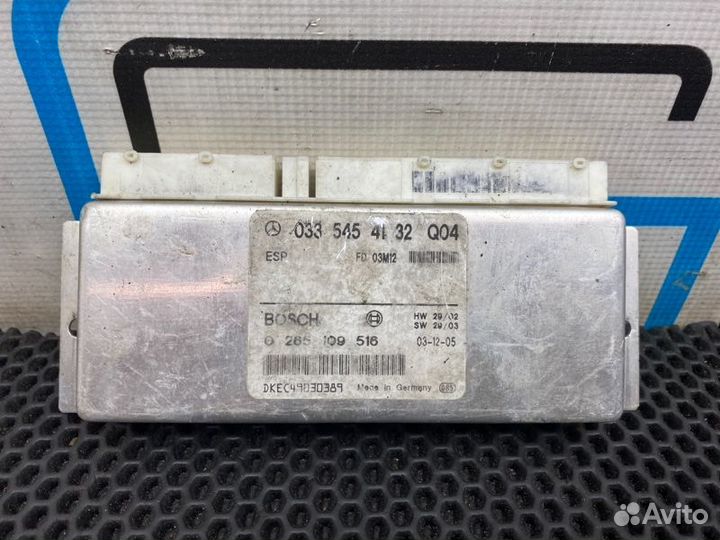 033 545 41 32 Q04
ESP FD 03M12
BOSCH HW 29/02
SW 29/03
0 265 109 516 03-12-05
DKEC49030389 Made in Germany
Avito